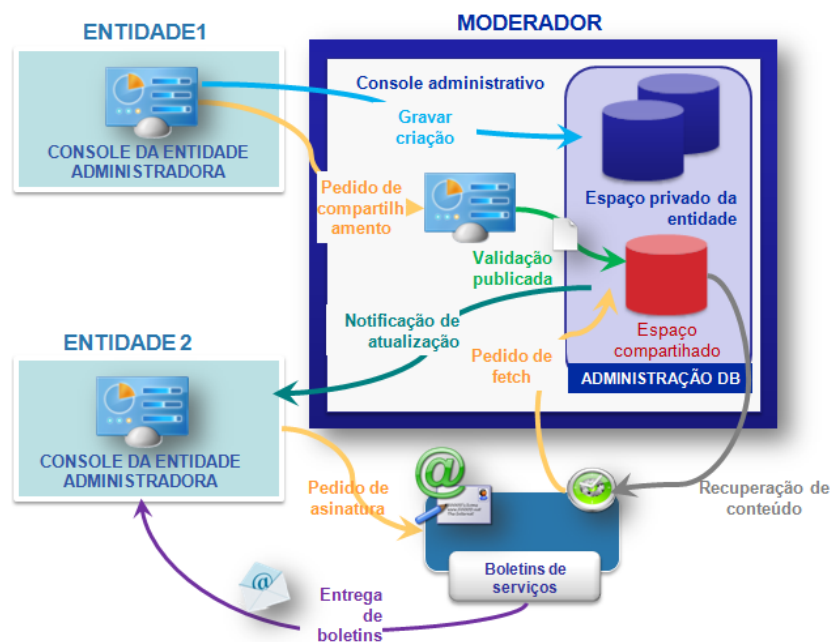 ENTIDADE1
CONSOLE DA ENTIDADE
ADMINISTRADORA
MODERADOR
Console administrativo
Gravar
criação
Espaço privado da
entidade
Pedido de
compartilh
amento
Validação
publicada
Espaço
compartilhado
ADMINISTRAÇÃO DB
Notificação de
atualização
Pedido de
fetch
ENTIDADE 2
CONSOLE DA ENTIDADE
ADMINISTRADORA
Pedido de
asinatura
Recuperação de
conteúdo
@
Boletins de
serviços
@
Entrega
de
boletins